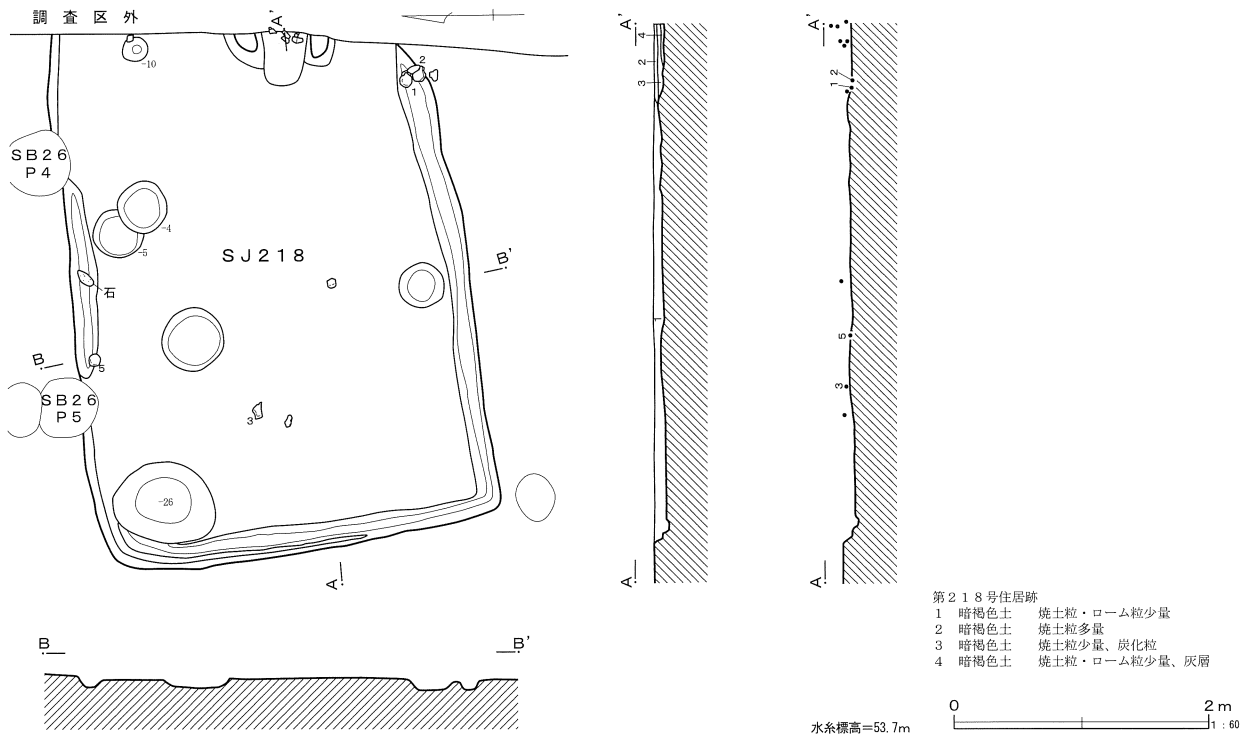 調査区外
A'
-10
2
1
SB26
P4
-4
-5
SJ218
B'
石
B
5
SB26
P5
3
-26
A
B
B'
A'
4
2
3
1
A
A'
2
1
5
3
A
第218号住居跡
1 暗褐色土 焼土粒・ローム粒少量
2 暗褐色土 焼土粒多量
3 暗褐色土 焼土粒少量、炭化粒
4 暗褐色土 焼土粒・ローム粒少量、灰層
0 2m
水糸標高=53.7m
1:60